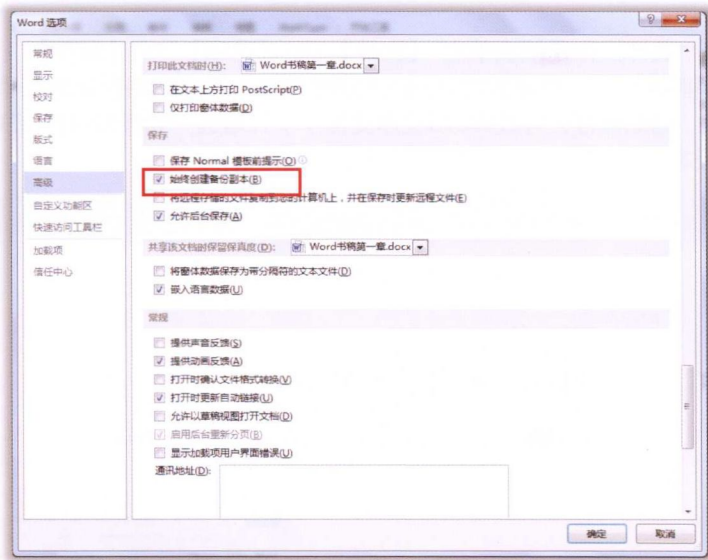 Word 选项
常规
显示
校对
保存
版式
语言
高级
自定义功能区
快速访问工具栏
加载项
信任中心
打印此文档时(H): Word书稿第一章.docx
在文本上方打印 PostScript(P)
仅打印窗体数据(D)
保存
保存 Normal 模板前提示(O)
始终创建备份副本(B)
将远程存储的文件复制到您的计算机上，并在保存时更新远程文件(E)
允许后台保存(A)
共享该文档时保留保真度(D): Word书稿第一章.docx
将窗体数据保存为带分隔符的文本文件(D)
嵌入语言数据(U)
常规
提供声音反馈(S)
提供动画反馈(A)
打开时确认文件格式转换(V)
打开时更新自动链接(U)
允许以草稿视图打开文档(D)
启用后台重新分页(B)
显示加载项用户界面错误(U)
通讯地址(D):
确定
取消